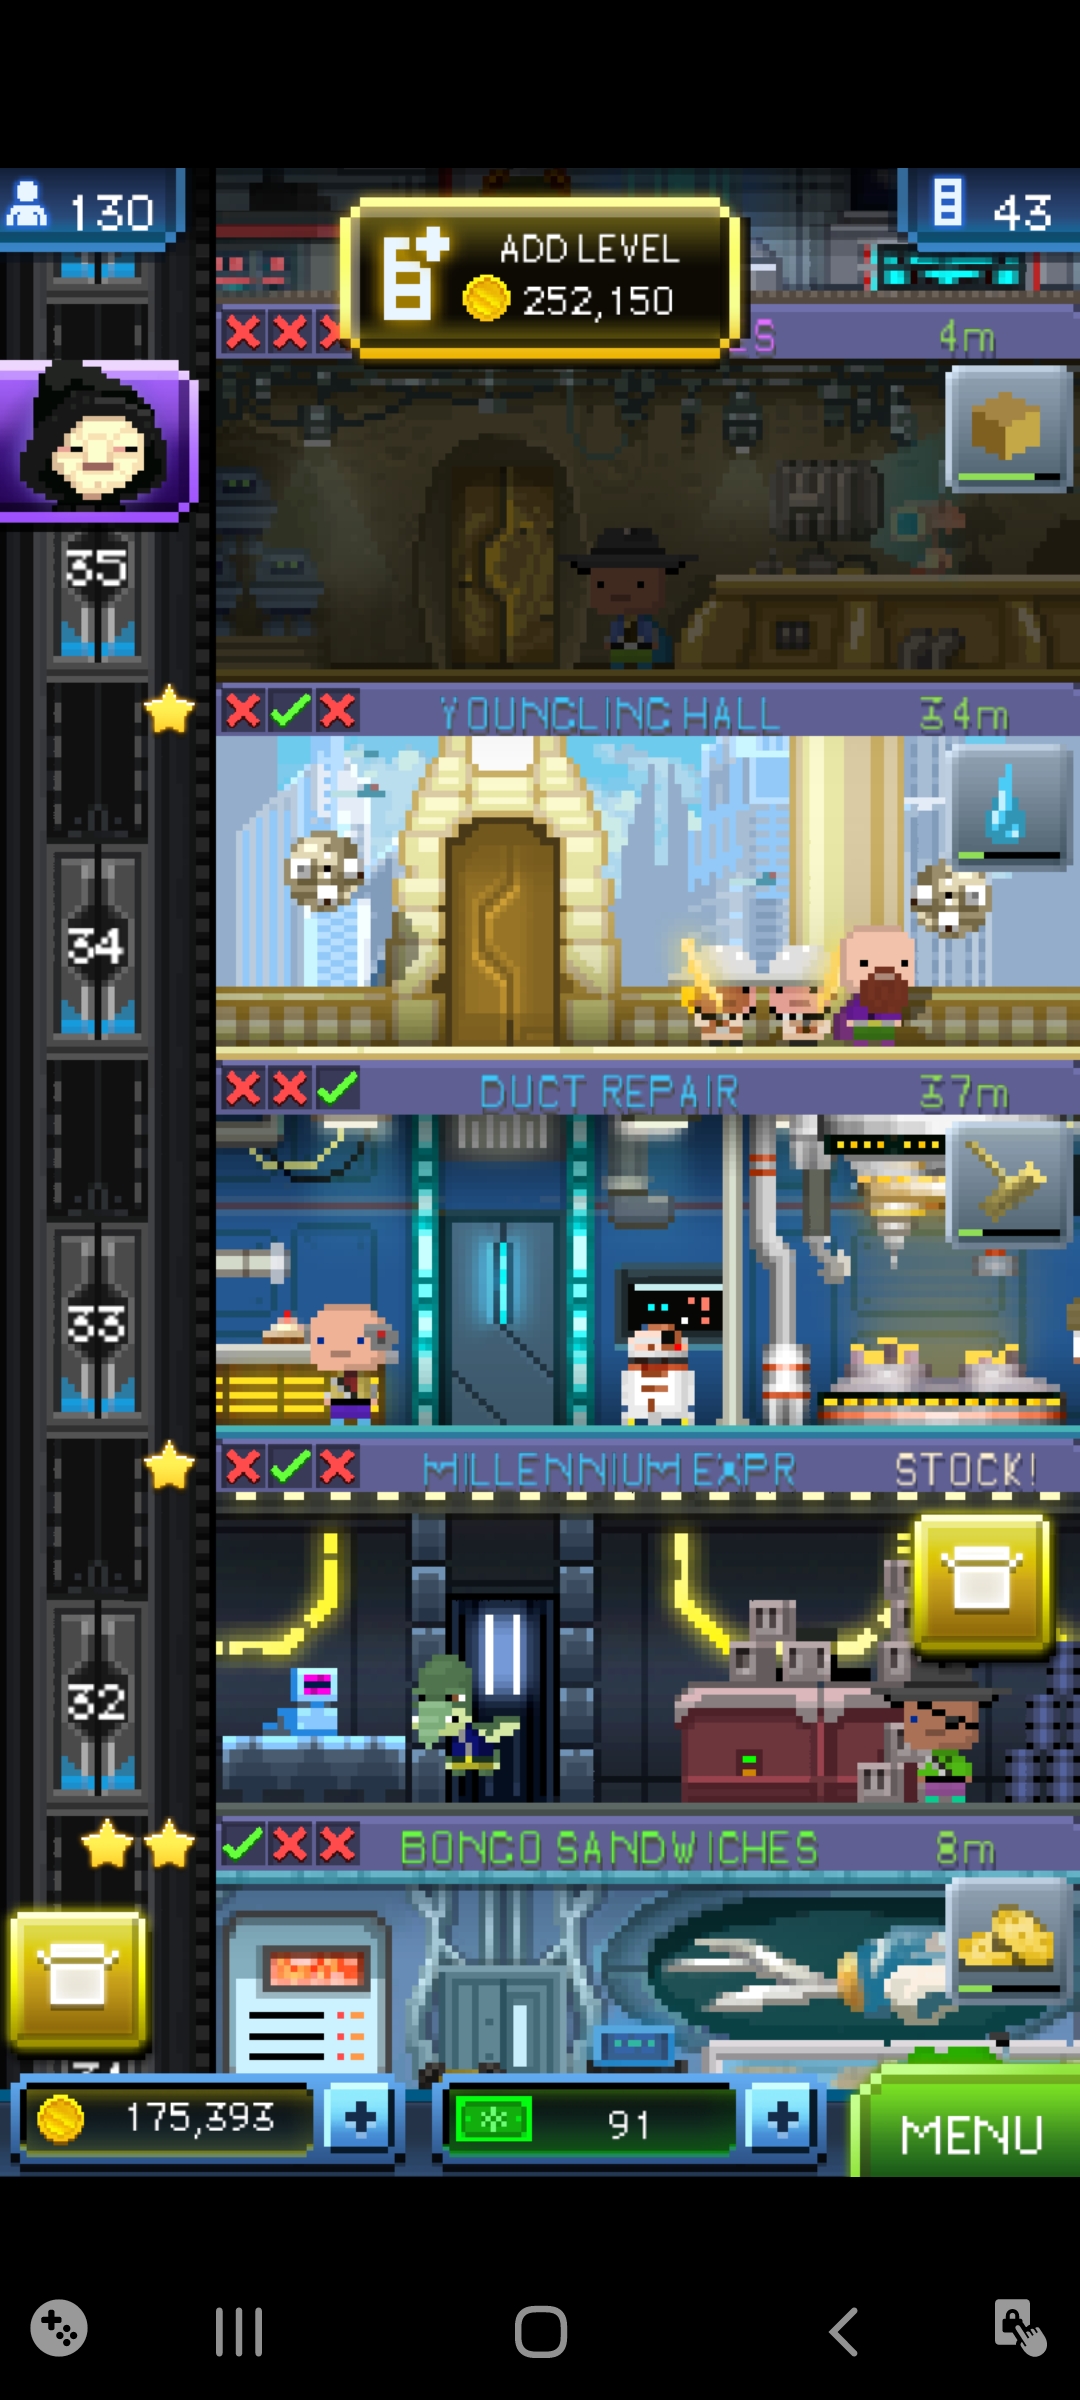 130
ADD LEVEL
252,150
43
S 4m
35
YOUNGLING HALL 34m
34
DUCT REPAIR 37m
33
MILLENNIUM EXPR STOCK!
32
BONGO SANDWICHES 8m
175,393
91
MENU